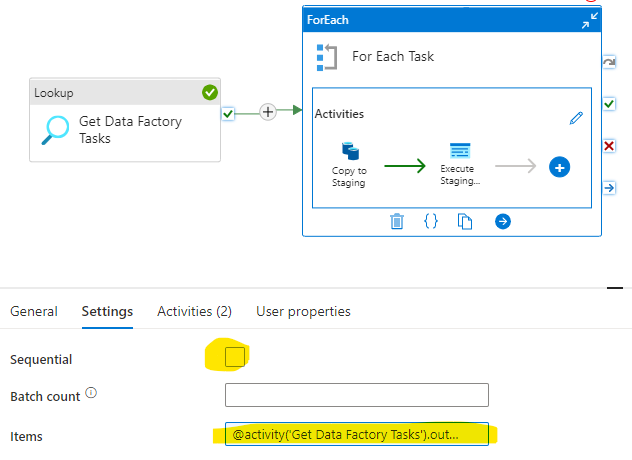 ForEach
For Each Task
Lookup
Get Data Factory
Tasks
Activities
Copy to
Staging
Execute
Staging...
General
Settings
Activities (2)
User properties
Sequential
Batch count
Items
@activity('Get Data Factory Tasks').out...